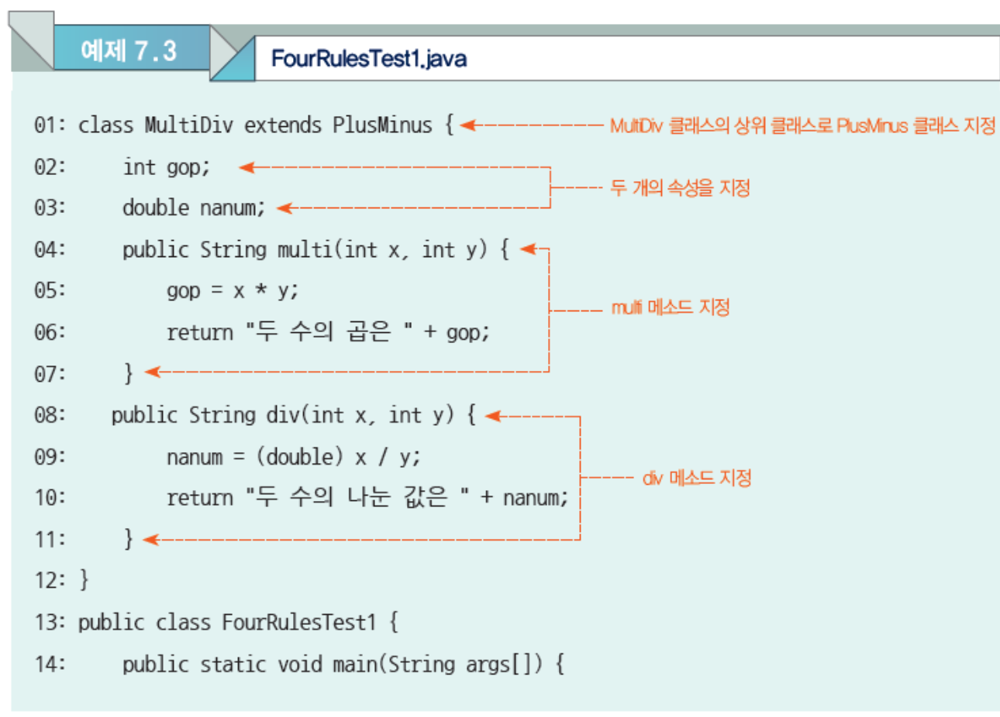 예제 7.3
FourRulesTest1.java
01: class MultiDiv extends PlusMinus { MultiDiv 클래스의 상위 클래스로 PlusMinus 클래스 지정
02: int gop;
두 개의 속성을 지정
03: double nanum;
04: public String multi(int x, int y) {
05: gop = x * y;
multi 메소드 지정
06: return "두 수의 곱은 " + gop;
07: }
08: public String div(int x, int y) {
09: nanum = (double) x / y;
div 메소드 지정
10: return "두 수의 나눈 값은 " + nanum;
11: }
12: }
13: public class FourRulesTest1 {
14: public static void main(String args[]) {